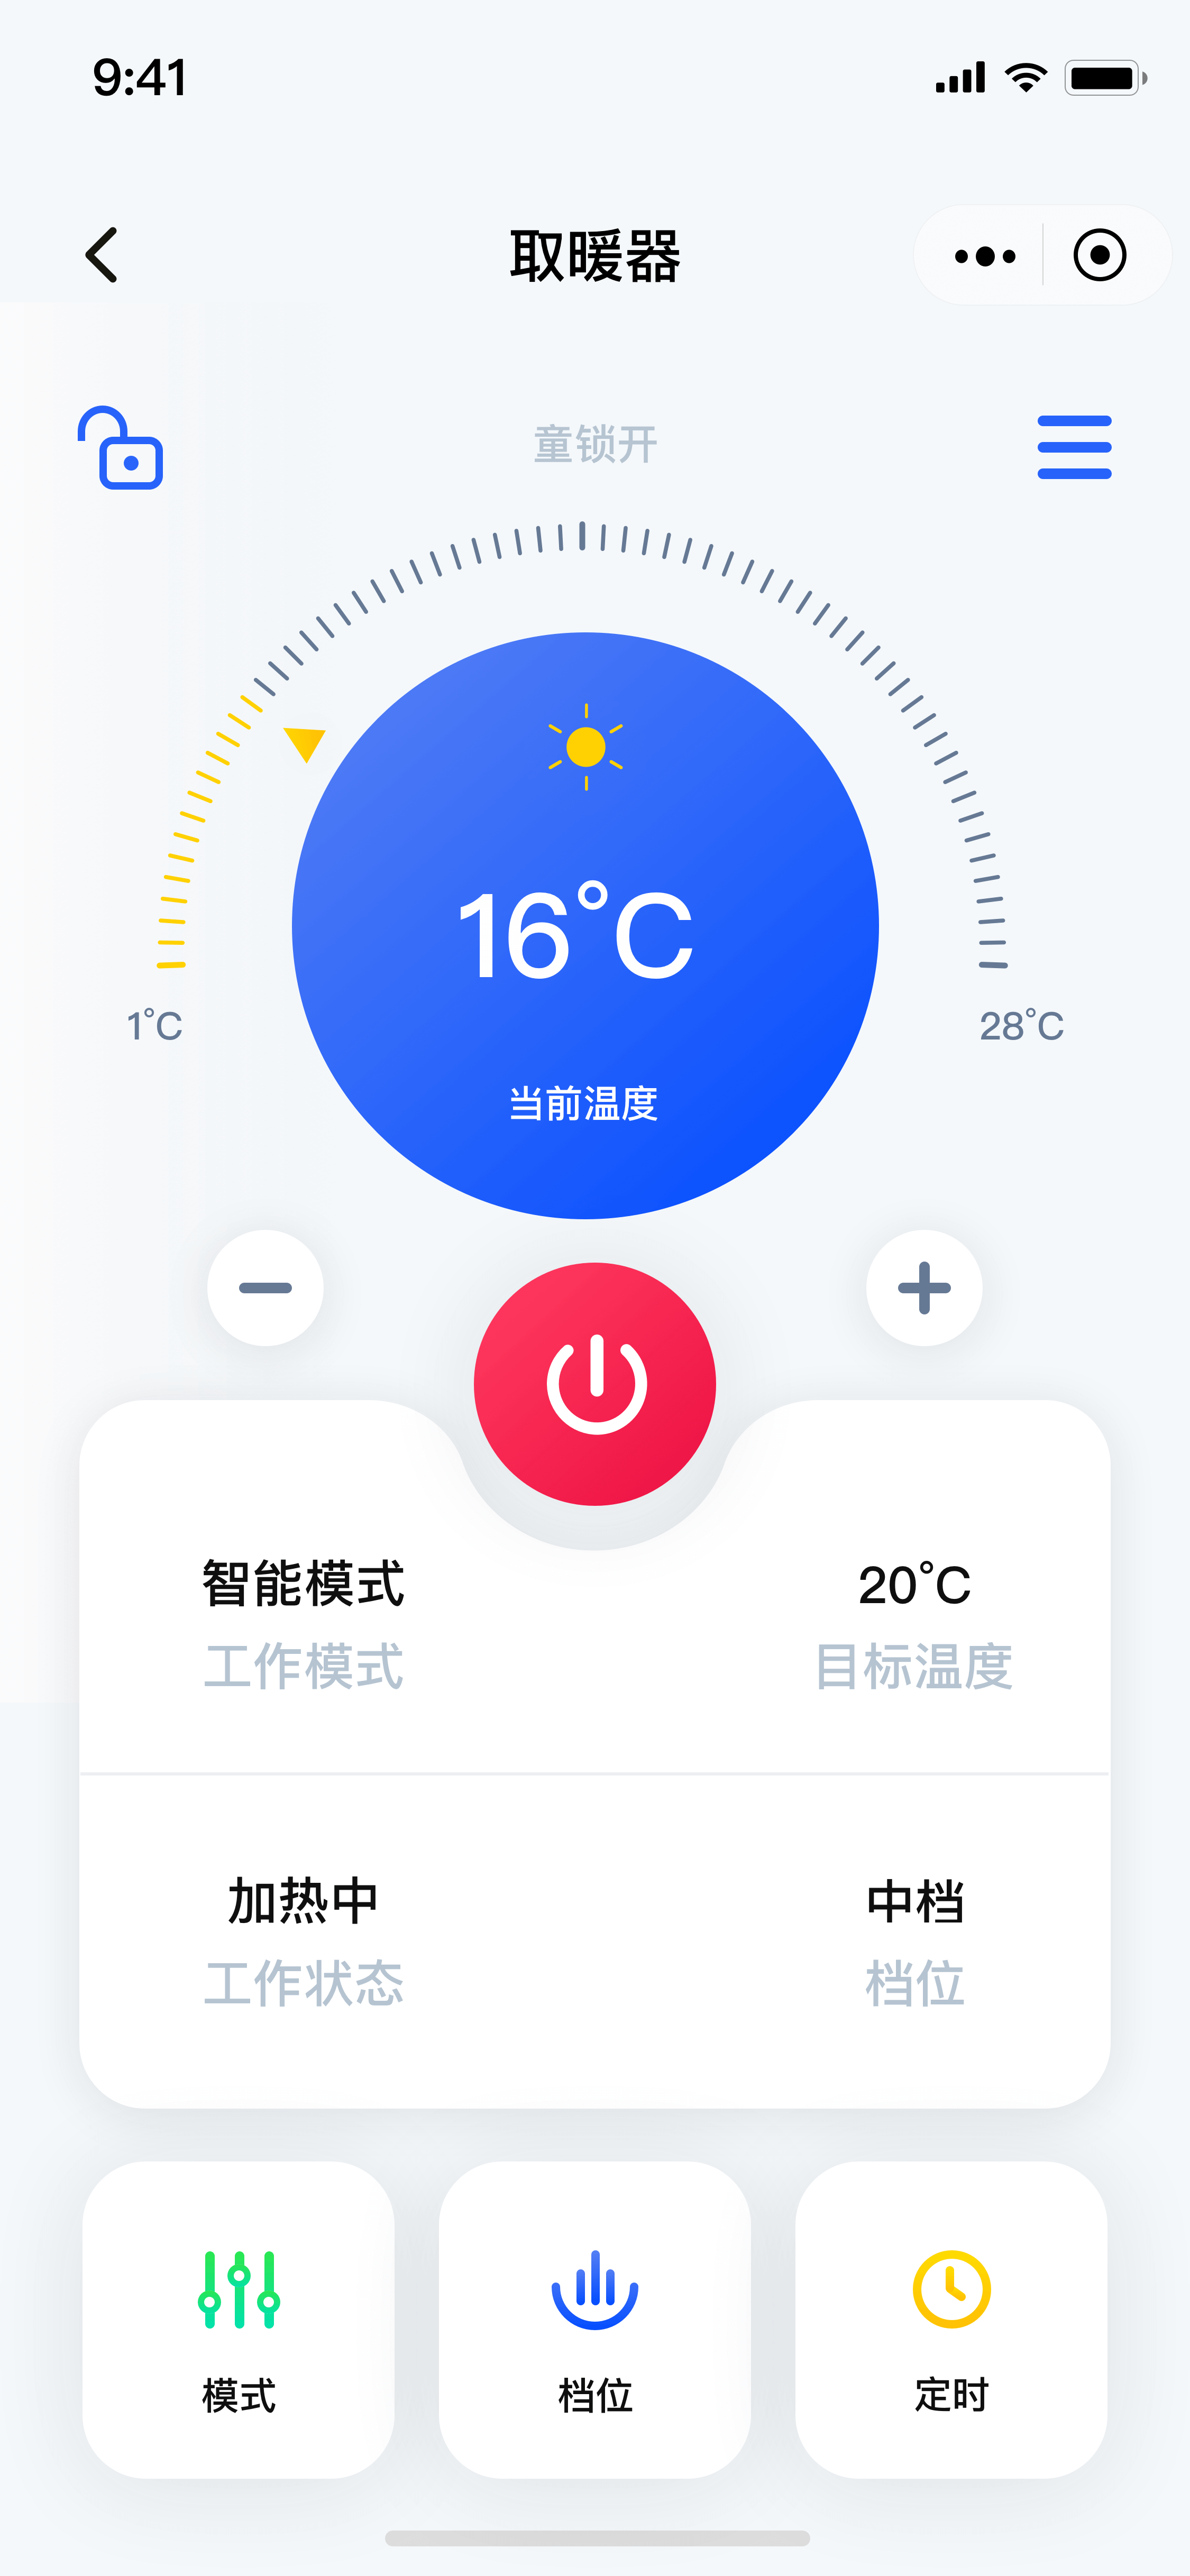 9:41
取暖器
童锁开
16°C
1°C
28°C
当前温度
智能模式
20°C
工作模式
目标温度
加热中
中档
工作状态
档位
模式
档位
定时